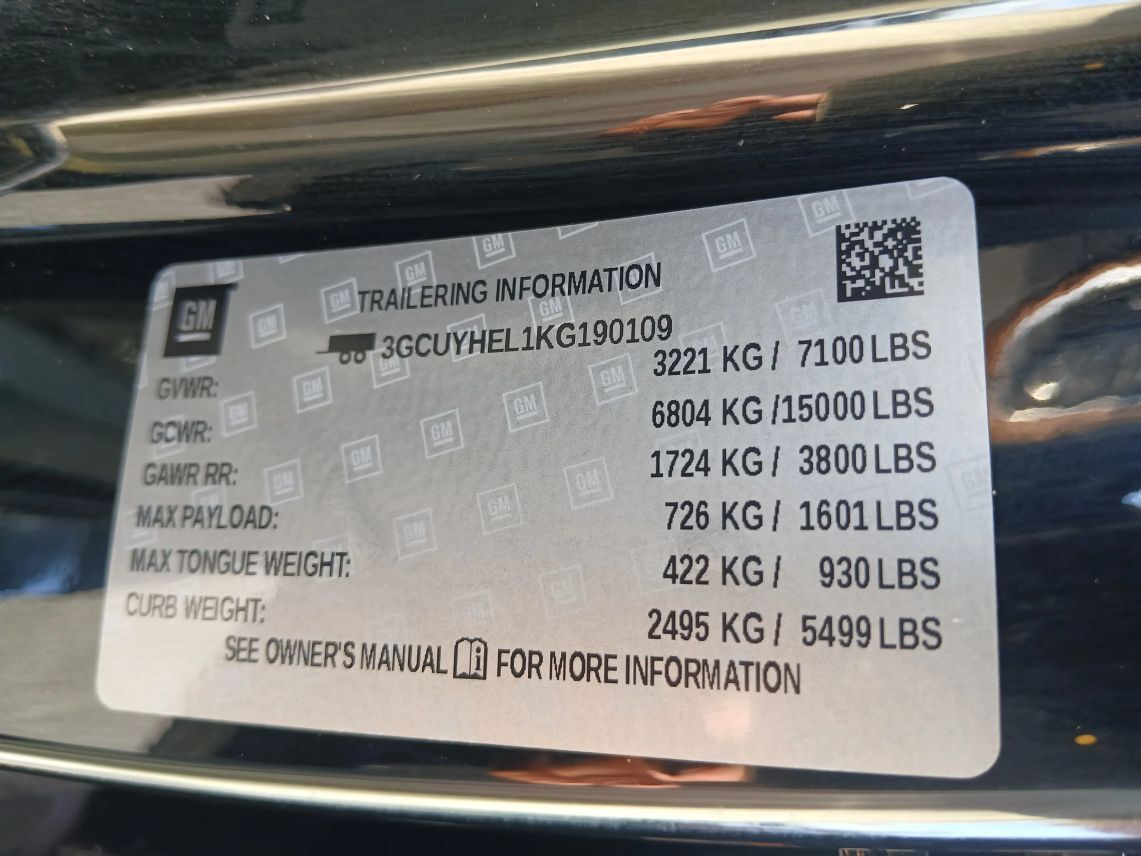 GM
TRAILERING INFORMATION
3GCUYHEL1KG190109
GVWR: 3221 KG / 7100 LBS
GCWR: 6804 KG /15000 LBS
GAWR RR: 1724 KG / 3800 LBS
MAX PAYLOAD: 726 KG / 1601 LBS
MAX TONGUE WEIGHT: 422 KG / 930 LBS
CURB WEIGHT: 2495 KG / 5499 LBS
SEE OWNER'S MANUAL FOR MORE INFORMATION